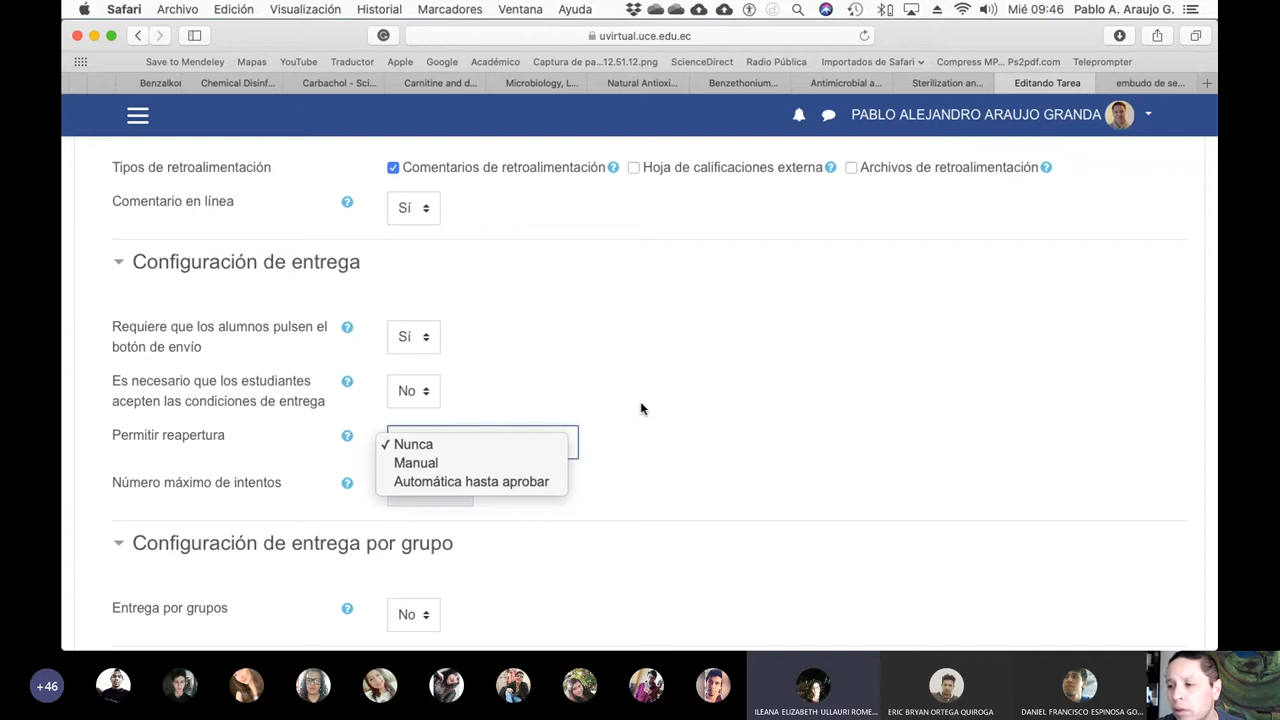 Safari Archivo Edición Visualización Historial Marcadores Ventana Ayuda Mié 09:46 Pablo A. Araujo G.
uvirtual.uce.edu.ec
Save to Mendeley Mapas YouTube Traductor Apple Google Académico Captura de pa...12.51.12.png ScienceDirect Radio Pública Importados de Safari Compress MP... Ps2pdf.com Teleprompter
Benzalkor Chemical Disinf... Carbachol - Sci... Carnitine and d... Microbiology, L... Natural Antioxi... Benzethonium... Antimicrobial a... Sterilization an... Editando Tarea embudo de se...
PABLO ALEJANDRO ARAUJO GRANDA
Tipos de retroalimentación Comentarios de retroalimentación Hoja de calificaciones externa Archivos de retroalimentación
Comentario en línea Sí
Configuración de entrega
Requiere que los alumnos pulsen el
botón de envío Sí
Es necesario que los estudiantes
acepten las condiciones de entrega No
Permitir reapertura
Nunca
Manual
Automática hasta aprobar
Número máximo de intentos
Configuración de entrega por grupo
Entrega por grupos No
+46
ILEANA ELIZABETH ULLAURI ROME... ERIC BRYAN ORTEGA QUIROGA DANIEL FRANCISCO ESPINOSA GO...